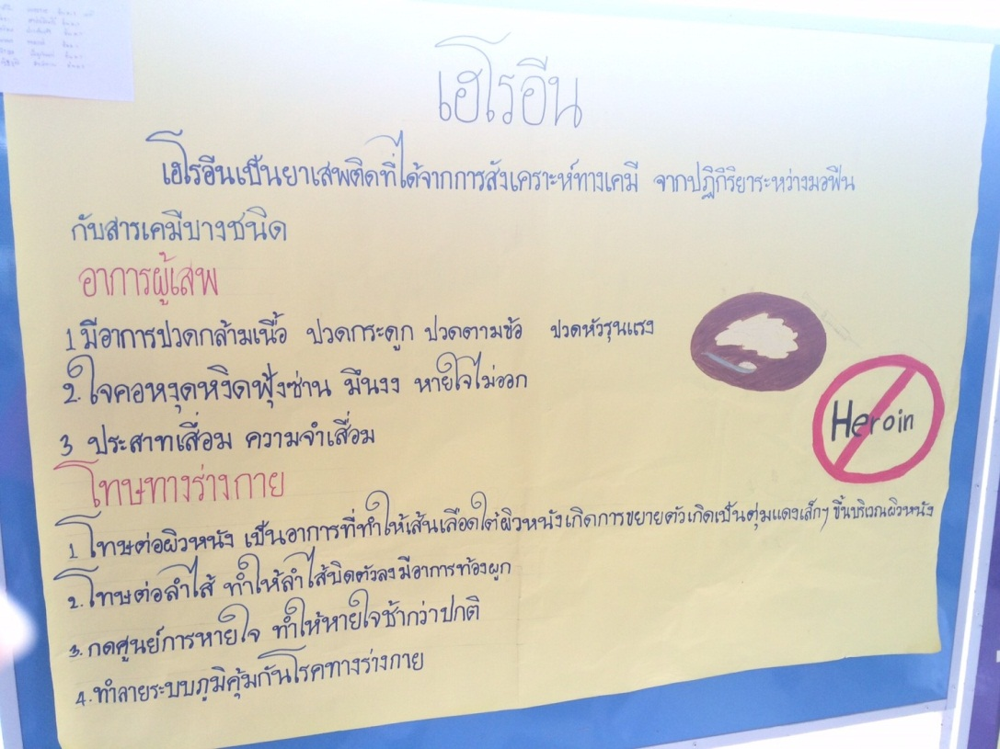 เฮโรอีน
เฮโรอีนเป็นยาเสพติดที่ได้จากการสังเคราะห์ทางเคมี จากปฏิกิริยาระหว่างมอฟีน
กับสารเคมีบางชนิด
อาการผู้เสพ
1 มีอาการปวดกล้ามเนื้อ ปวดกระดูก ปวดตามข้อ ปวดหัวรุนแรง
2. ใจคอหงุดหงิดฟุ้งซ่าน มึนงง หายใจไม่ออก
3 ประสาทเสื่อม ความจำเสื่อม
Heroin
โทษทางร่างกาย
1 โทษต่อผิวหนัง เป็นอาการที่ทำให้เส้นเลือดใต้ผิวหนังเกิดการขยายตัวเกิดเป็นตุ่มแดงเล็กๆ ขึ้นบริเวณผิวหนัง
2. โทษต่อลำไส้ ทำให้ลำไส้บิดตัวลงมีอาการท้องผูก
3. กดศูนย์การหายใจ ทำให้หายใจช้ากว่าปกติ
4. ทำลายระบบภูมิคุ้มกันโรคทางร่างกาย